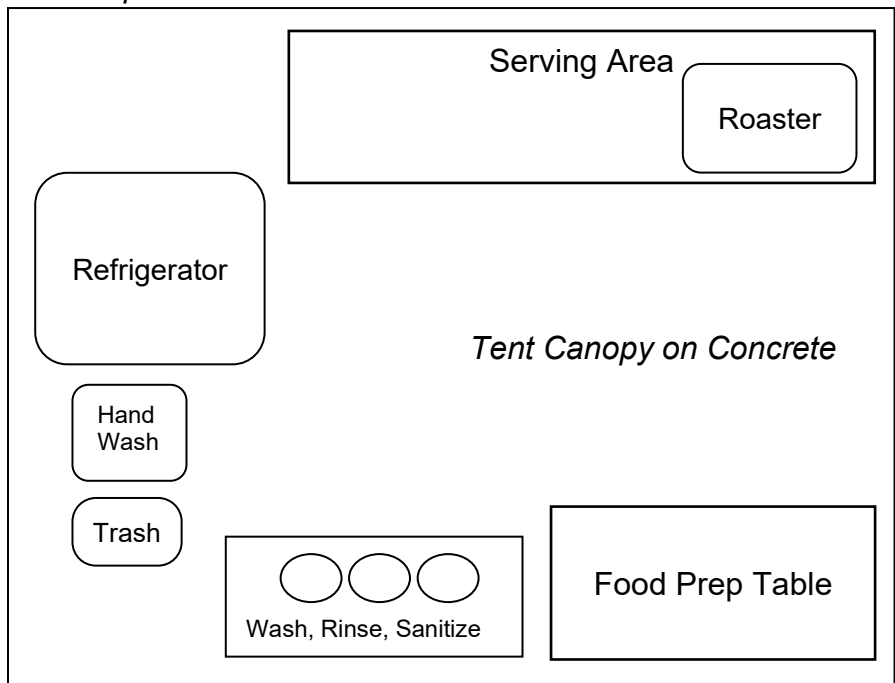 Serving Area
Roaster
Refrigerator
Tent Canopy on Concrete
Hand
Wash
Trash
Food Prep Table
Wash, Rinse, Sanitize